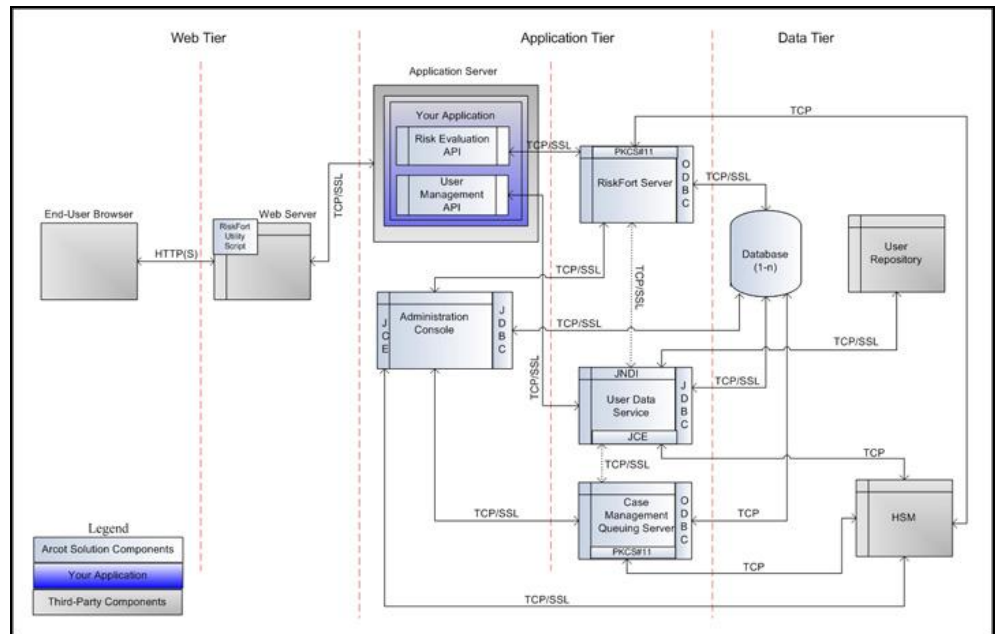 Web Tier
Application Tier
Data Tier
Application Server
Your Application
Risk Evaluation
API
User
Management
API
TCP/SSL
TCP/SSL
PKCS#11
RiskFort Server
ODBC
TCP
TCP/SSL
End-User Browser
HTTP(S)
RiskFort
Utility
Script
Web Server
Database
(1-n)
User
Repository
TCP/SSL
TCP/SSL
JCE
Administration
Console
JDBC
TCP/SSL
TCP/SSL
TCP/SSL
JNDI
User Data
Service
JCE
JDBC
TCP/SSL
TCP
TCP/SSL
Case
Management
Queuing Server
PKCS#11
ODBC
TCP/SSL
TCP
HSM
TCP
TCP/SSL
Legend
Arcot Solution Components
Your Application
Third-Party Components